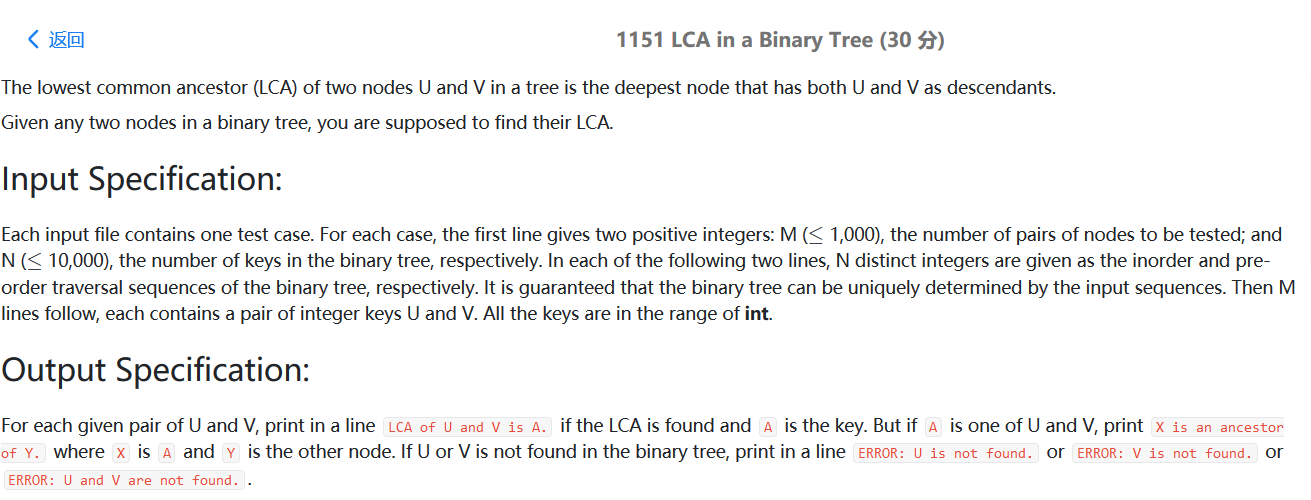 返回
1151 LCA in a Binary Tree (30 分)
The lowest common ancestor (LCA) of two nodes U and V in a tree is the deepest node that has both U and V as descendants.
Given any two nodes in a binary tree, you are supposed to find their LCA.
Input Specification:
Each input file contains one test case. For each case, the first line gives two positive integers: M (≤ 1,000), the number of pairs of nodes to be tested; and
N (≤ 10,000), the number of keys in the binary tree, respectively. In each of the following two lines, N distinct integers are given as the inorder and pre-
order traversal sequences of the binary tree, respectively. It is guaranteed that the binary tree can be uniquely determined by the input sequences. Then M
lines follow, each contains a pair of integer keys U and V. All the keys are in the range of int.
Output Specification:
For each given pair of U and V, print in a line LCA of U and V is A. if the LCA is found and A is the key. But if A is one of U and V, print X is an ancestor
of Y. where X is A and Y is the other node. If U or V is not found in the binary tree, print in a line ERROR: U is not found. or ERROR: V is not found. or
ERROR: U and V are not found. .